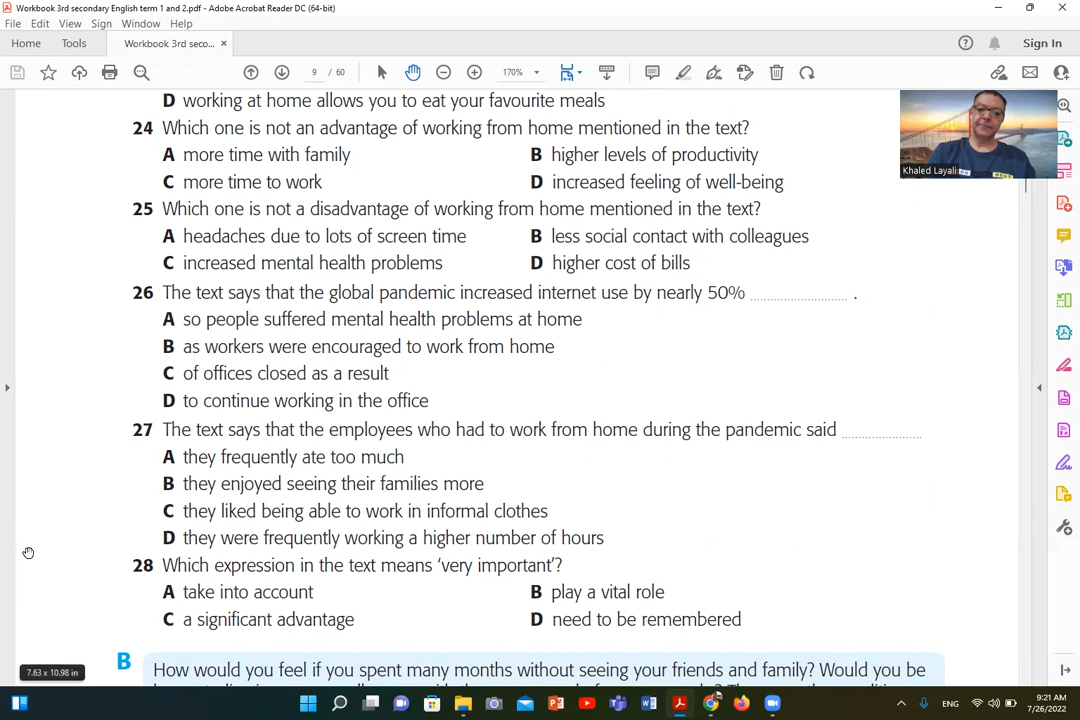 Workbook 3rd secondary English term 1 and 2.pdf - Adobe Acrobat Reader DC (64-bit)
File Edit View Sign Window Help
Home Tools Workbook 3rd seco... × Sign In
9 / 60 170%
D working at home allows you to eat your favourite meals
24 Which one is not an advantage of working from home mentioned in the text?
A more time with family B higher levels of productivity
C more time to work D increased feeling of well-being
Khaled Layali
25 Which one is not a disadvantage of working from home mentioned in the text?
A headaches due to lots of screen time B less social contact with colleagues
C increased mental health problems D higher cost of bills
26 The text says that the global pandemic increased internet use by nearly 50% .......................... .
A so people suffered mental health problems at home
B as workers were encouraged to work from home
C of offices closed as a result
D to continue working in the office
27 The text says that the employees who had to work from home during the pandemic said ......................
A they frequently ate too much
B they enjoyed seeing their families more
C they liked being able to work in informal clothes
D they were frequently working a higher number of hours
28 Which expression in the text means ‘very important’?
A take into account B play a vital role
C a significant advantage D need to be remembered
B How would you feel if you spent many months without seeing your friends and family? Would you be
7.63 x 10.98 in
ENG 9:21 AM
7/26/2022